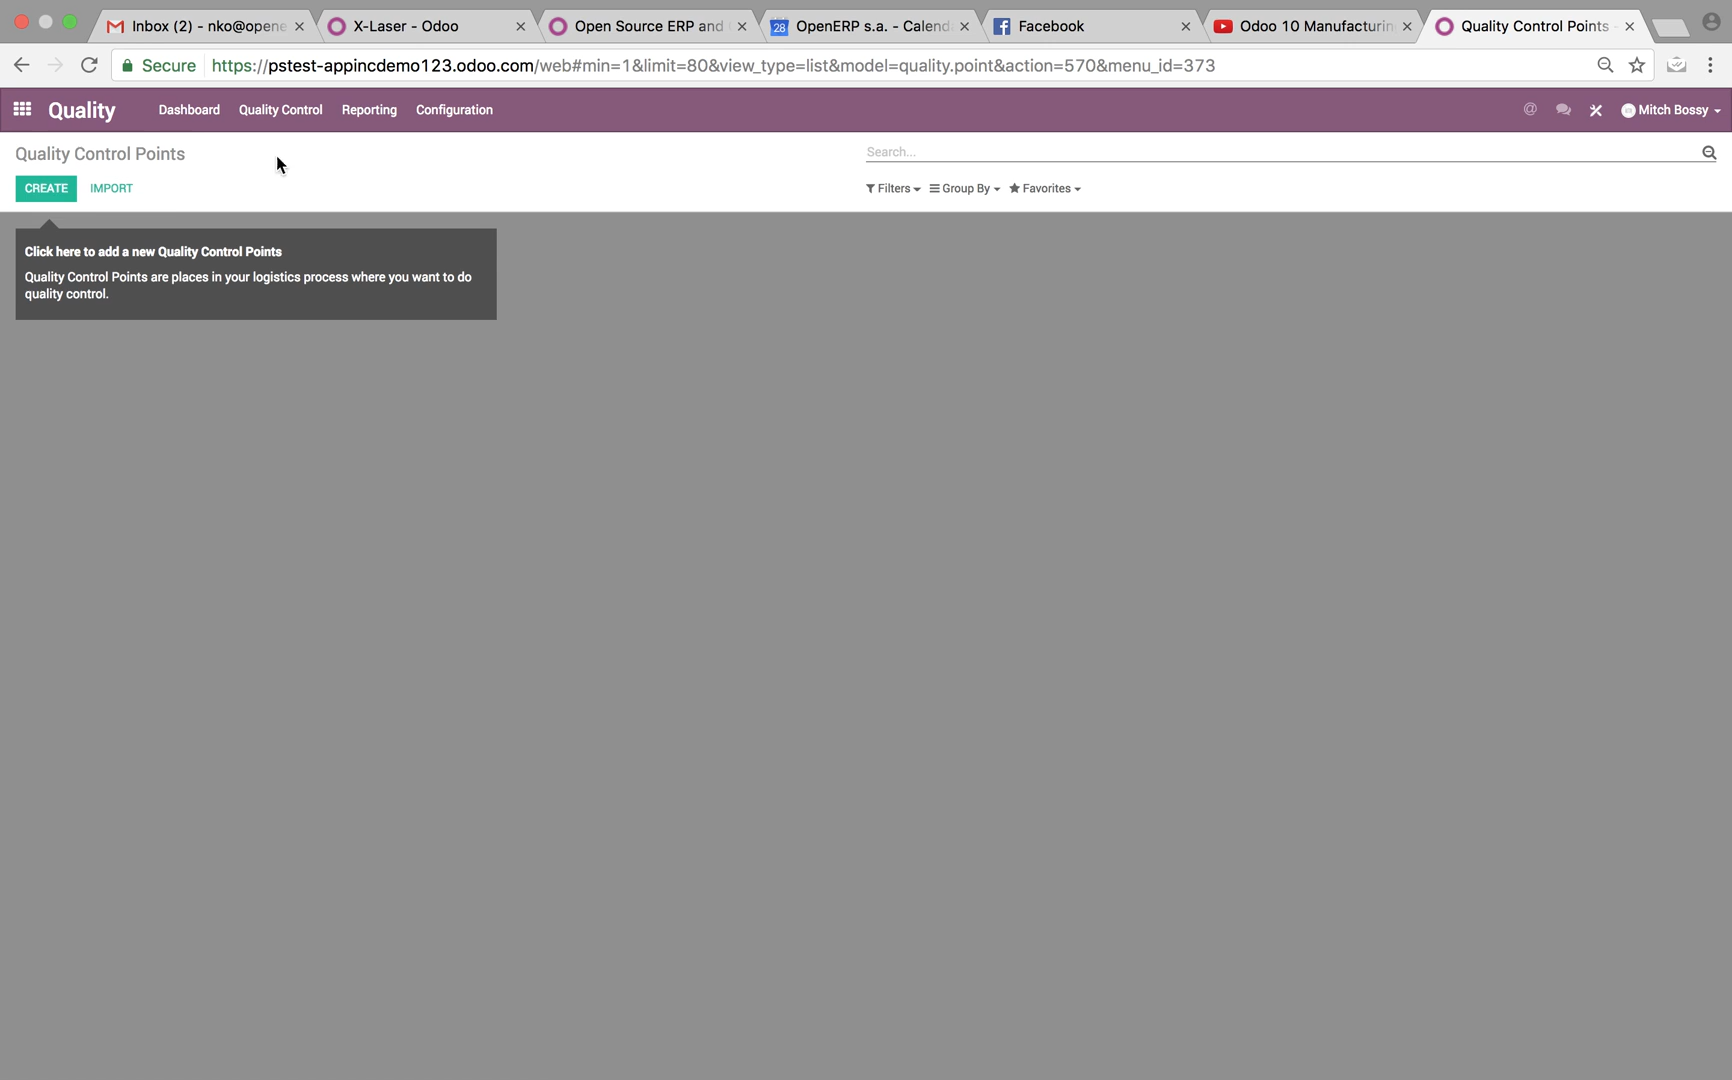 Inbox (2) - nko@opene
X-Laser - Odoo
Open Source ERP and
28
OpenERP s.a. - Calend
Facebook
Odoo 10 Manufacturin
Quality Control Points -
Secure
https://pstest-appincdemo123.odoo.com/web#min=1&limit=80&view_type=list&model=quality.point&action=570&menu_id=373
Quality
Dashboard
Quality Control
Reporting
Configuration
@
Mitch Bossy
Quality Control Points
Search...
CREATE
IMPORT
Filters
Group By
Favorites
Click here to add a new Quality Control Points
Quality Control Points are places in your logistics process where you want to do
quality control.